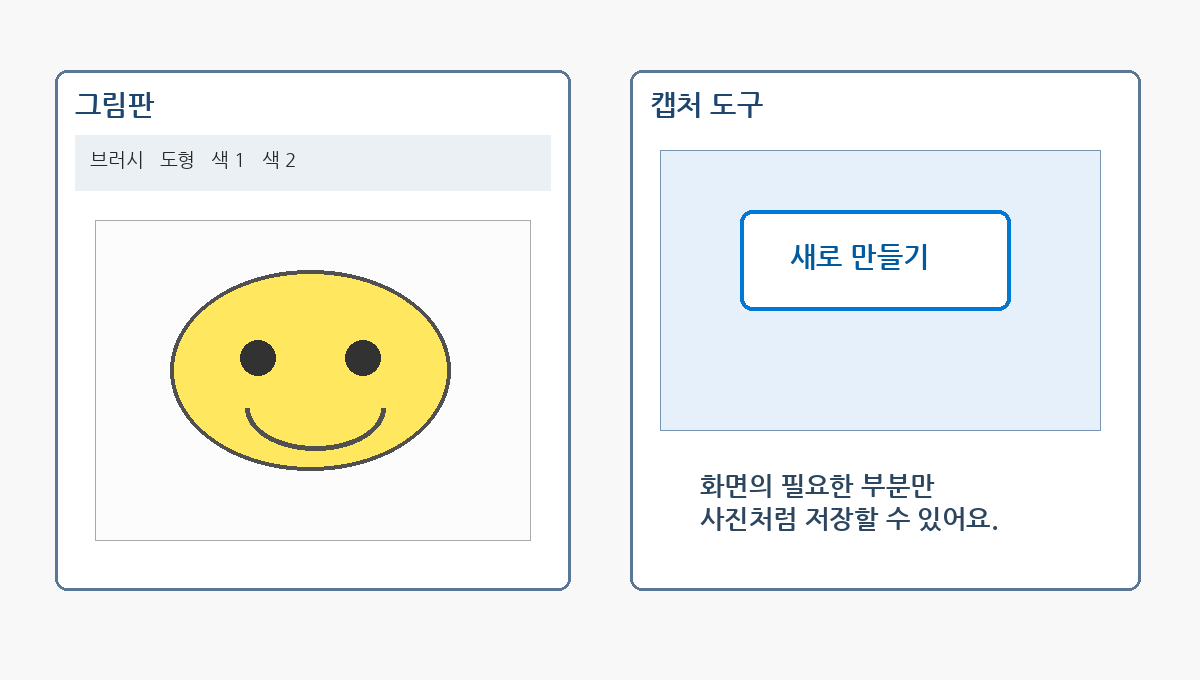 그림판
브러시 도형 색 1 색 2
캡처 도구
새로 만들기
화면의 필요한 부분만
사진처럼 저장할 수 있어요.